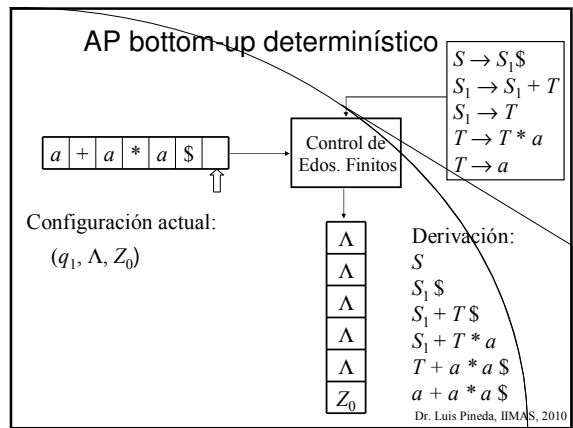 AP bottom-up determinístico
S → S₁$
S₁ → S₁ + T
S₁ → T
T → T * a
T → a
a + a * a $
Control de
Edos. Finitos
Configuración actual:
(q₁, Λ, Z₀)
Λ
Λ
Λ
Λ
Λ
Z₀
Derivación:
S
S₁ $
S₁ + T $
S₁ + T * a
T + a * a $
a + a * a $
Dr. Luis Pineda, IIMAS, 2010